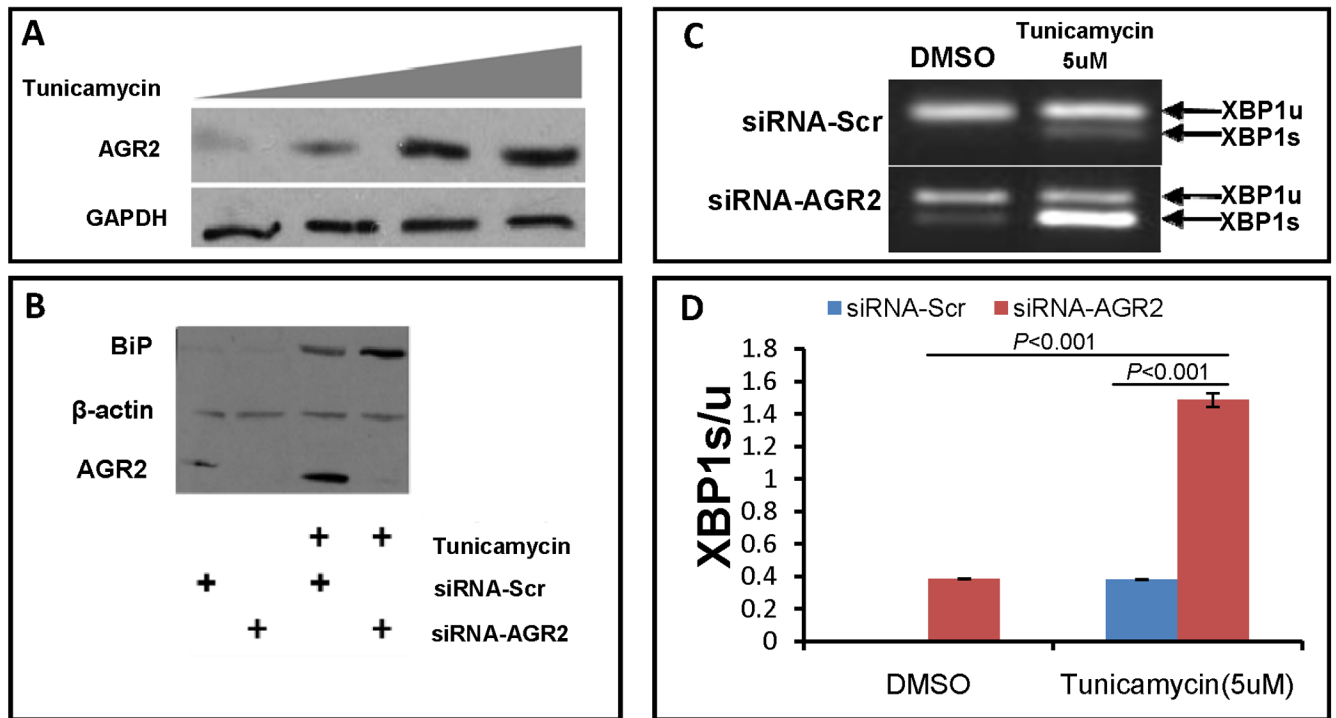 A
Tunicamycin
AGR2
GAPDH
B
BiP
β-actin
AGR2
+ + Tunicamycin
+ + siRNA-Scr
+ + siRNA-AGR2
C
DMSO
Tunicamycin
5uM
siRNA-Scr
XBP1u
XBP1s
siRNA-AGR2
XBP1u
XBP1s
D
siRNA-Scr siRNA-AGR2
XBP1s/u
1.8
1.6
1.4
1.2
1
0.8
0.6
0.4
0.2
0
P<0.001
P<0.001
DMSO
Tunicamycin(5uM)